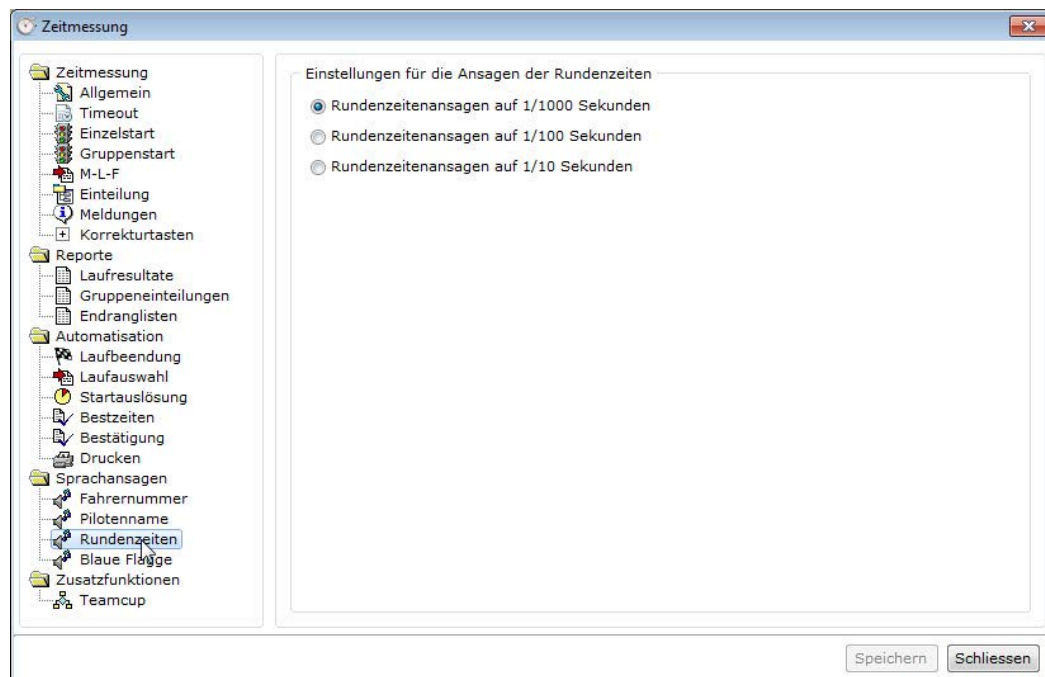 Zeitmessung
Zeitmessung
Allgemein
Timeout
Einzelstart
Gruppenstart
M-L-F
Einteilung
Meldungen
Korrekturtasten
Reporte
Laufresultate
Gruppeneinteilungen
Endranglisten
Automatisation
Laufbeendung
Laufauswahl
Startauslösung
Bestzeiten
Bestätigung
Drucken
Sprachansagen
Fahrernummer
Pilotenname
Rundenzeiten
Blaue Flagge
Zusatzfunktionen
Teamcup
Einstellungen für die Ansagen der Rundenzeiten
Rundenzeitenansagen auf 1/1000 Sekunden
Rundenzeitenansagen auf 1/100 Sekunden
Rundenzeitenansagen auf 1/10 Sekunden
Speichern
Schliessen